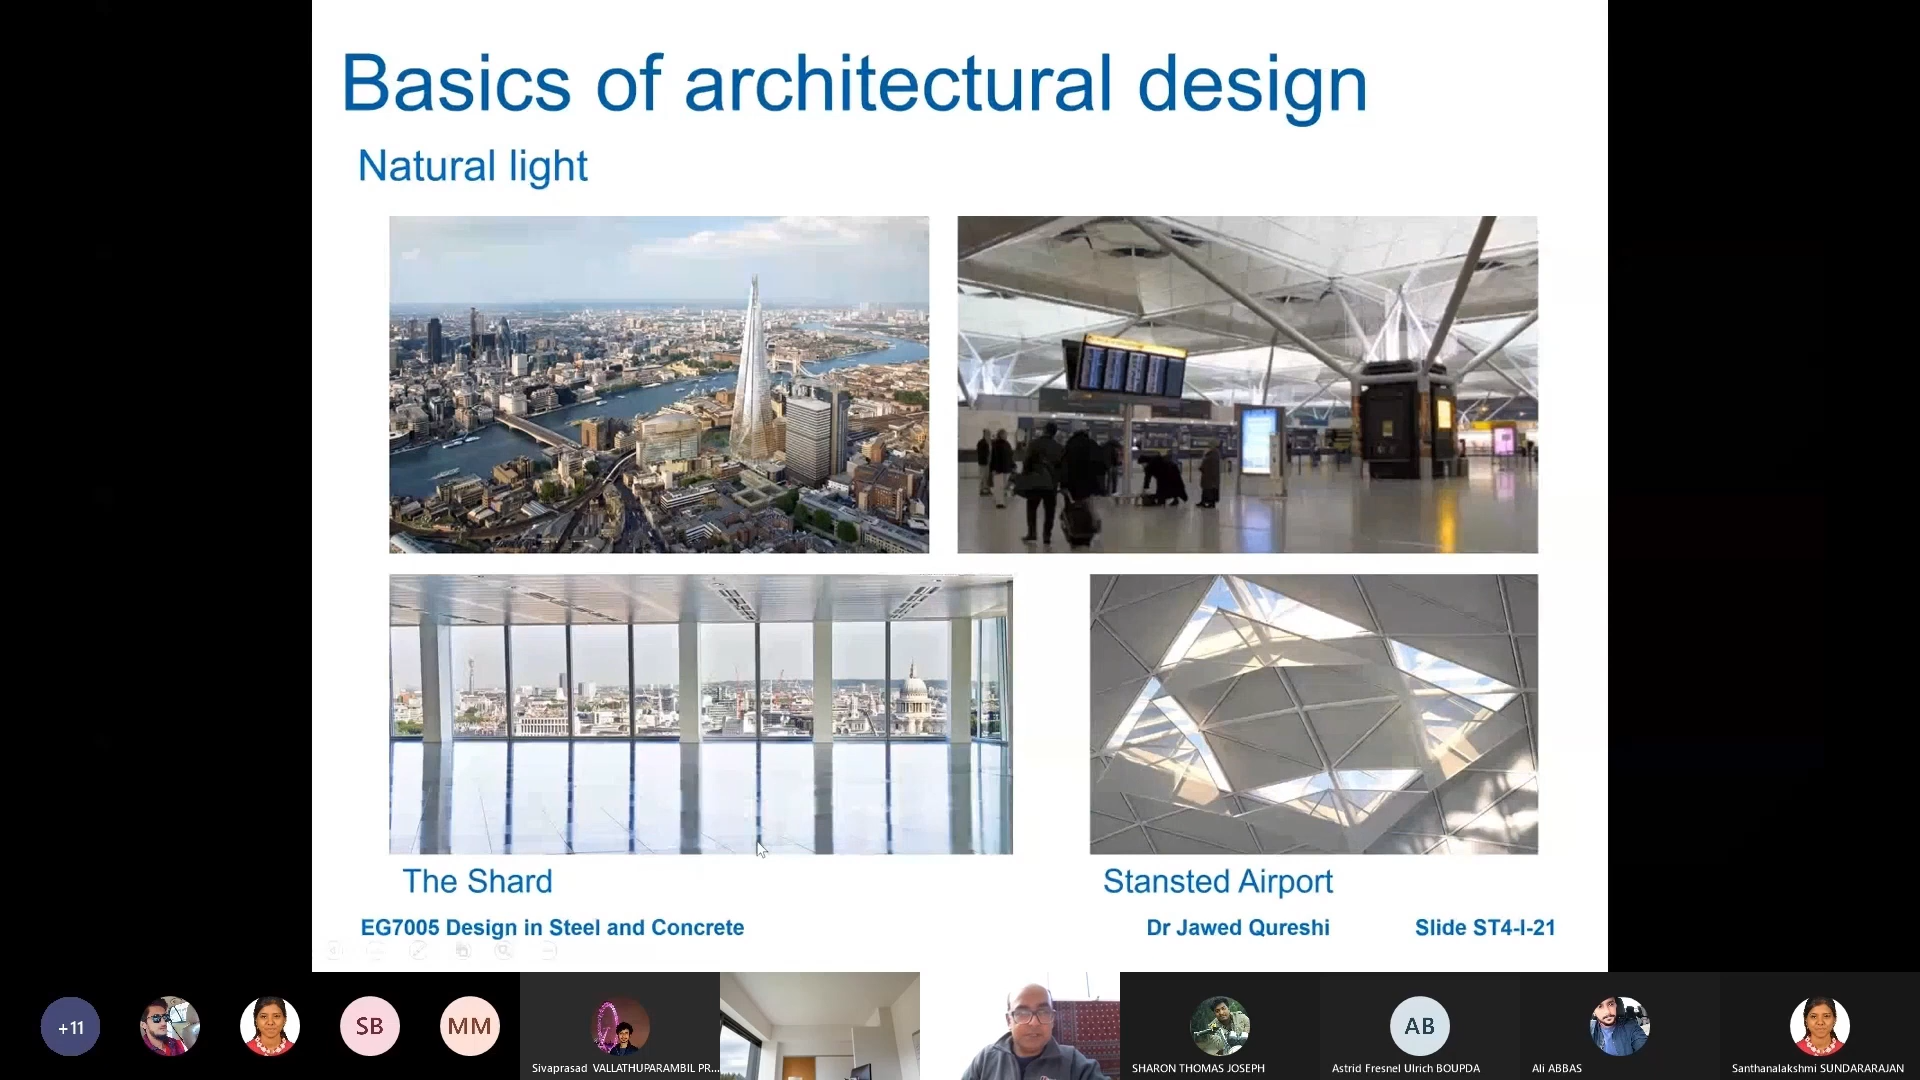 Basics of architectural design
Natural light
The Shard
Stansted Airport
EG7005 Design in Steel and Concrete
Dr Jawed Qureshi
Slide ST4-I-21
+11
SB
MM
Sivaprasad VALLATHUPARAMBIL PR...
SHARON THOMAS JOSEPH
AB
Astrid Fresnel Ulrich BOUPDA
Ali ABBAS
Santhanalakshmi SUNDARARAJAN